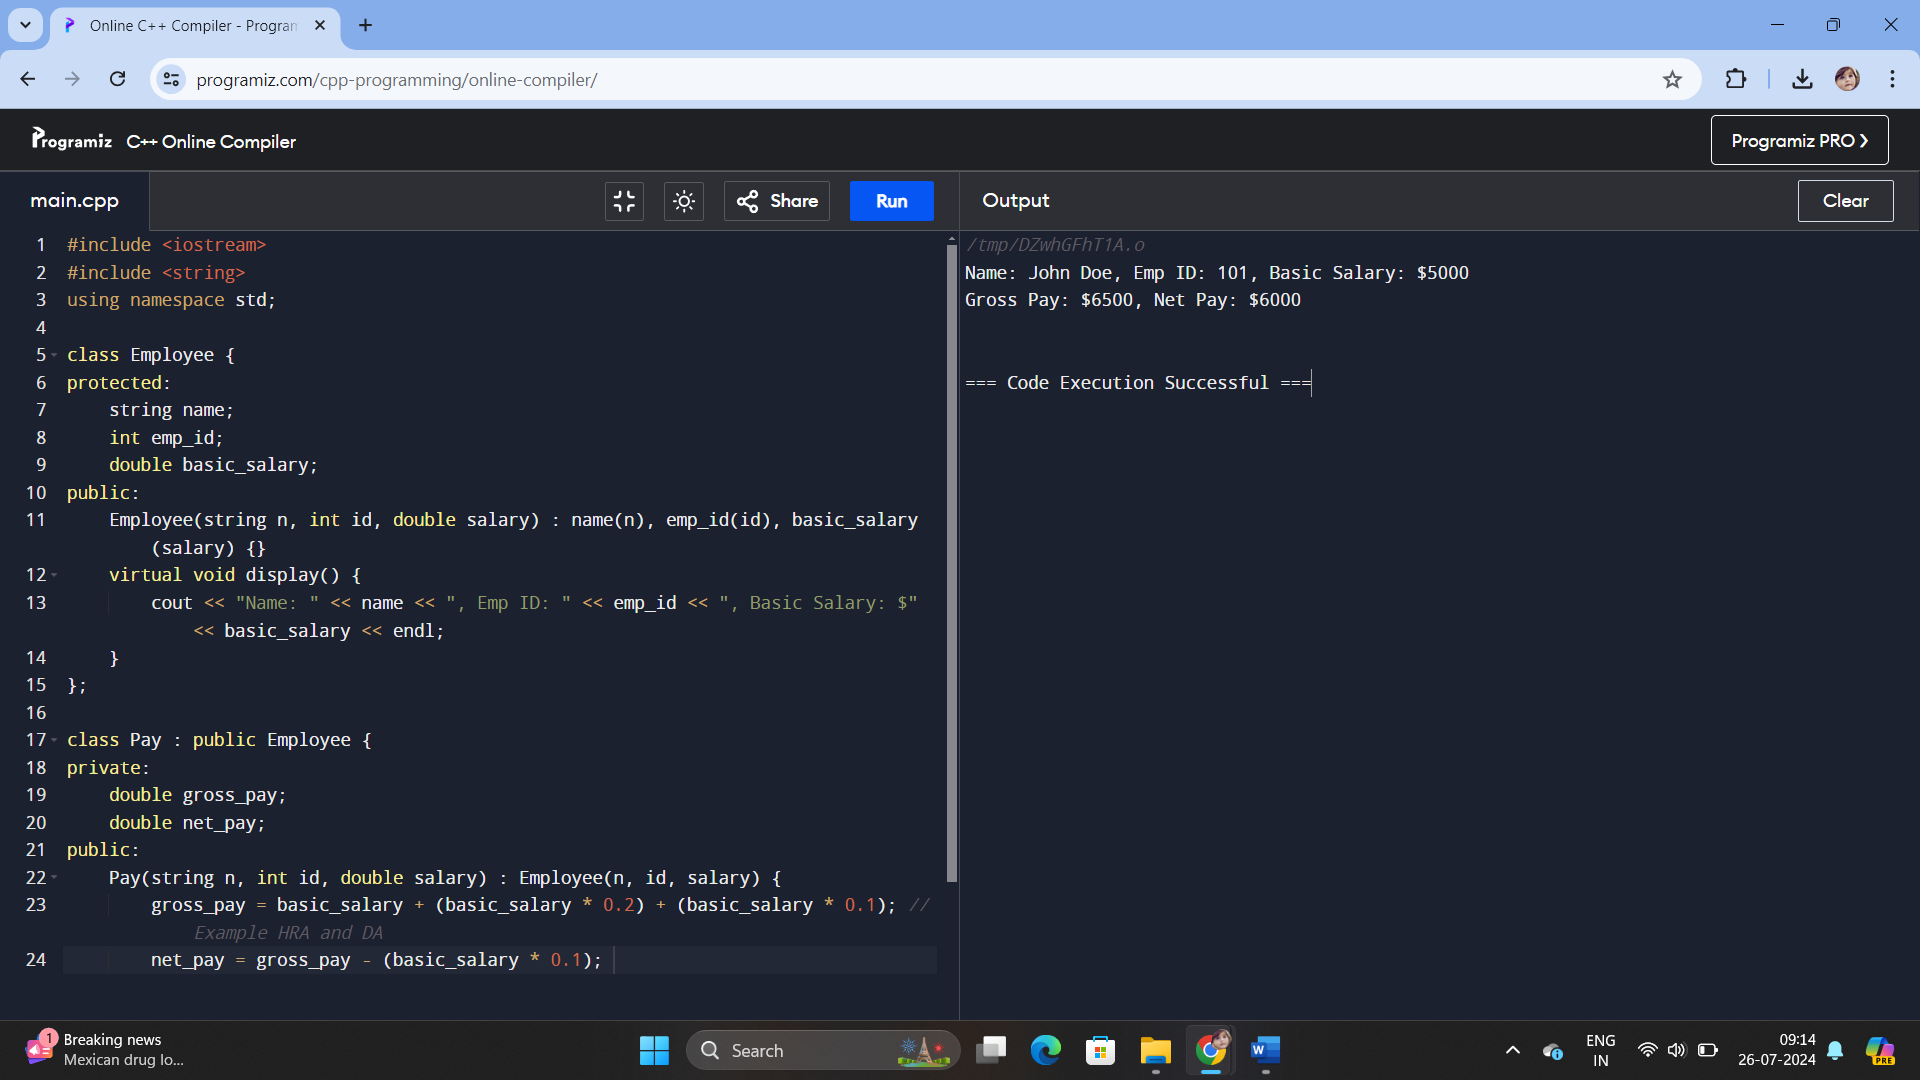 Online C++ Compiler - Program
programiz.com/cpp-programming/online-compiler/
Programiz C++ Online Compiler
Programiz PRO ❯
main.cpp
Share
Run
Output
Clear
1 #include <iostream>
2 #include <string>
3 using namespace std;
4
5 class Employee {
6 protected:
7 string name;
8 int emp_id;
9 double basic_salary;
10 public:
11 Employee(string n, int id, double salary) : name(n), emp_id(id), basic_salary
(salary) {}
12 virtual void display() {
13 cout << "Name: " << name << ", Emp ID: " << emp_id << ", Basic Salary: $"
<< basic_salary << endl;
14 }
15 };
16
17 class Pay : public Employee {
18 private:
19 double gross_pay;
20 double net_pay;
21 public:
22 Pay(string n, int id, double salary) : Employee(n, id, salary) {
23 gross_pay = basic_salary + (basic_salary * 0.2) + (basic_salary * 0.1); //
Example HRA and DA
24 net_pay = gross_pay - (basic_salary * 0.1);
/tmp/DZwhGFhT1A.o
Name: John Doe, Emp ID: 101, Basic Salary: $5000
Gross Pay: $6500, Net Pay: $6000
=== Code Execution Successful ===
1
Breaking news
Mexican drug lo...
Search
W
PRE
ENG
IN
09:14
26-07-2024